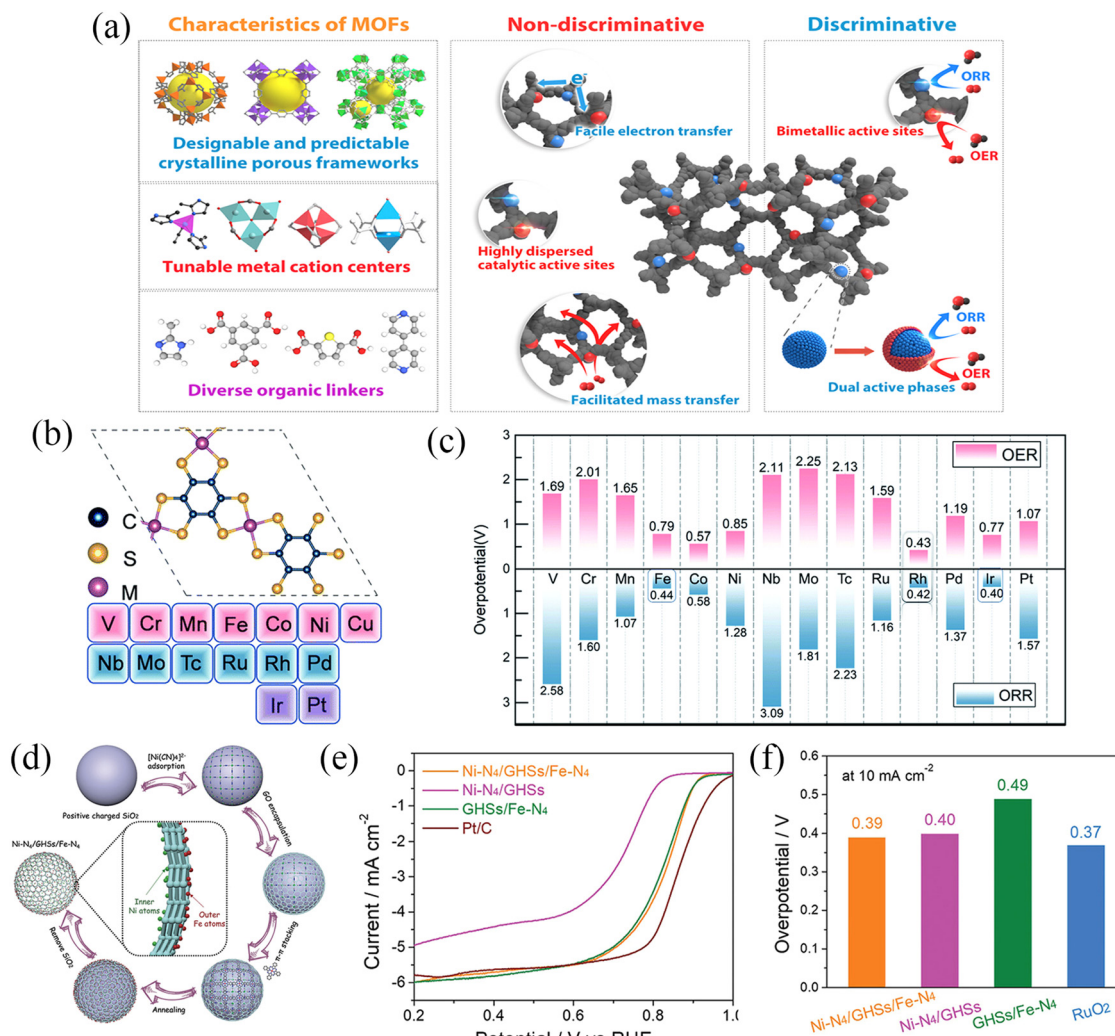 (a)
Characteristics of MOFs
Designable and predictable
crystalline porous frameworks
Tunable metal cation centers
Diverse organic linkers
Non-discriminative
e-
Facile electron transfer
Highly dispersed
catalytic active sites
Facilitated mass transfer
Discriminative
ORR
Bimetallic active sites
OER
ORR
OER
Dual active phases
(b)
C
S
M
V Cr Mn Fe Co Ni Cu
Nb Mo Tc Ru Rh Pd
Ir Pt
(c)
Overpotential(V)
3
2
1
0
1
2
3
OER
1.69 2.01 1.65 0.79 0.57 0.85 2.11 2.25 2.13 1.59 0.43 1.19 0.77 1.07
V Cr Mn Fe Co Ni Nb Mo Tc Ru Rh Pd Ir Pt
2.58 1.60 1.07 0.44 0.58 1.28 3.09 1.81 2.23 1.16 0.42 1.37 0.40 1.57
ORR
(d)
Positive charged SiO₂
[Ni(CN)₄]²⁻
adsorption
GO encapsulation
π-π stacking
Annealing
Remove SiO₂
Ni-N₄/GHSs/Fe-N₄
Inner
Ni atoms
Outer
Fe atoms
(e)
Current / mA cm⁻²
0
-1
-2
-3
-4
-5
-6
Ni-N₄/GHSs/Fe-N₄
Ni-N₄/GHSs
GHSs/Fe-N₄
Pt/C
0.2 0.4 0.6 0.8 1.0
Potential / V vs RHE
(f)
Overpotential / V
0.6
0.5
0.4
0.3
0.2
0.1
0.0
at 10 mA cm⁻²
0.39 0.40 0.49 0.37
Ni-N₄/GHSs/Fe-N₄
Ni-N₄/GHSs
GHSs/Fe-N₄
RuO₂